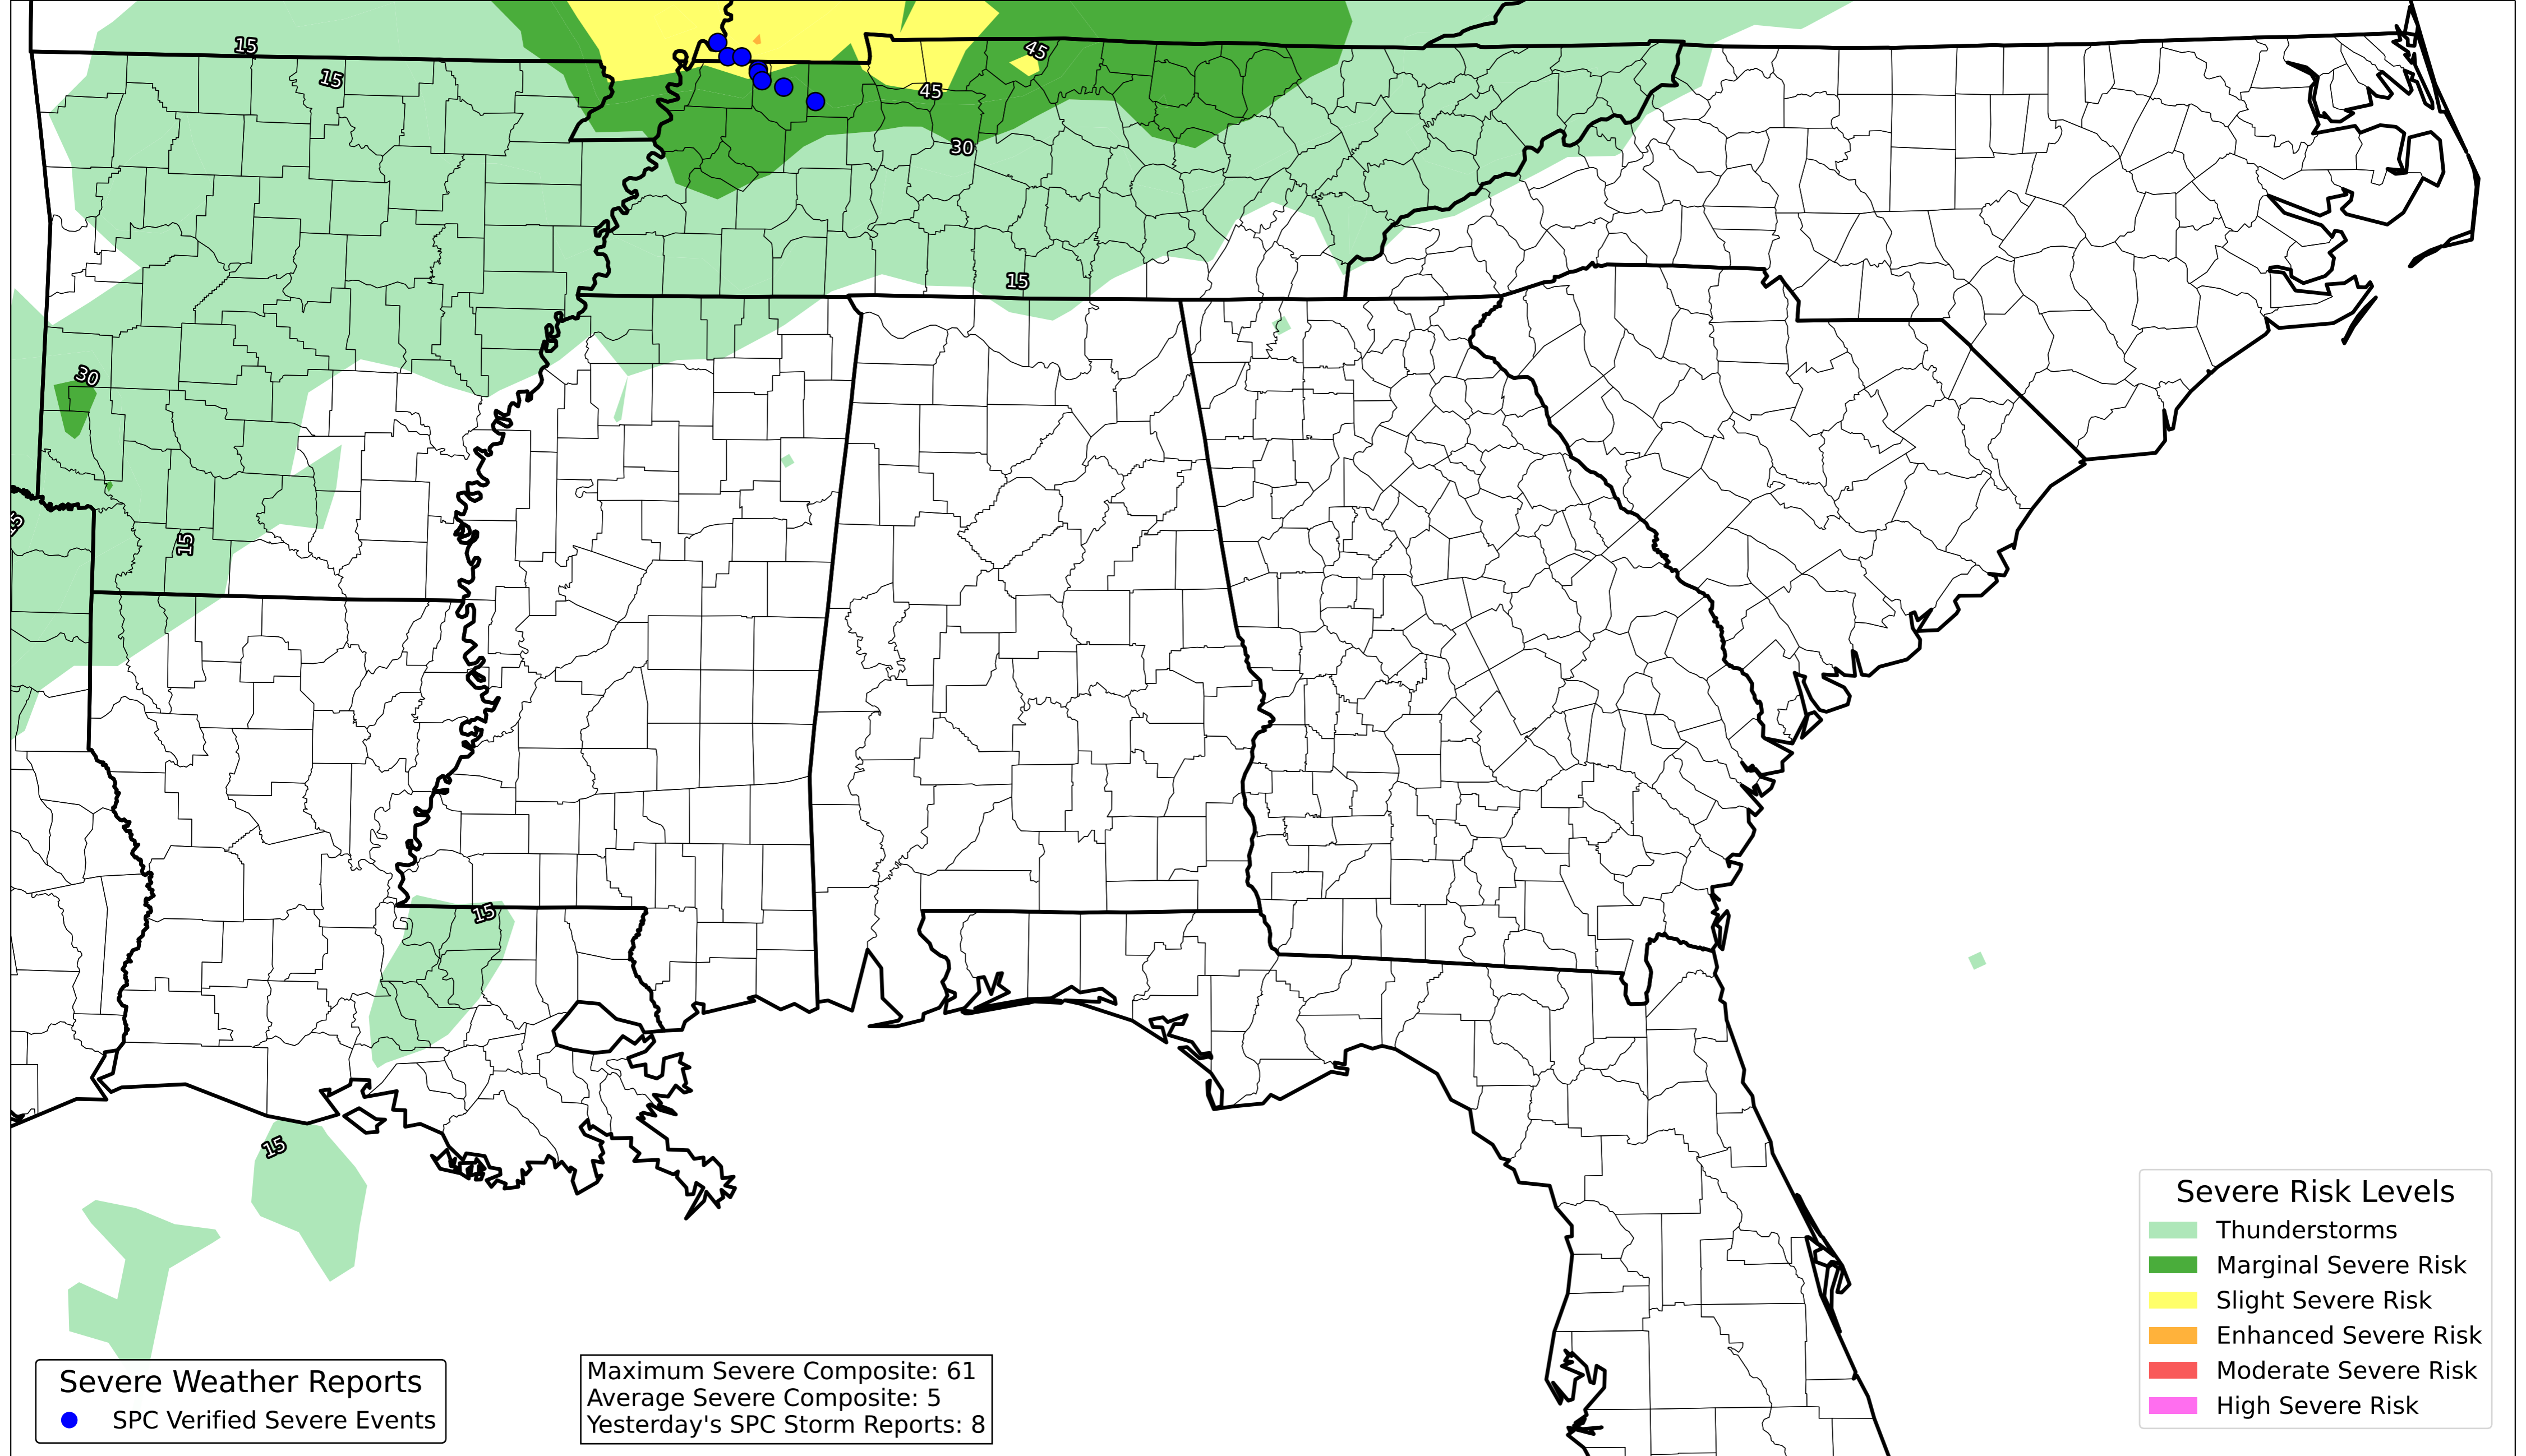 15
15
45
45
30
15
30
15
15
15
Severe Risk Levels
Thunderstorms
Marginal Severe Risk
Slight Severe Risk
Enhanced Severe Risk
Moderate Severe Risk
High Severe Risk
Severe Weather Reports
SPC Verified Severe Events
Maximum Severe Composite: 61
Average Severe Composite: 5
Yesterday's SPC Storm Reports: 8